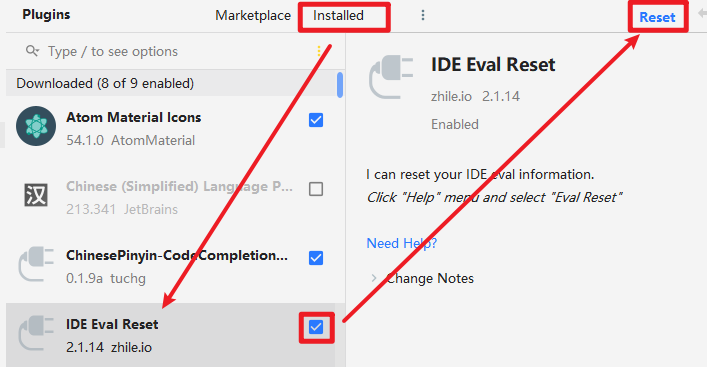 Plugins
Marketplace
Installed
Reset
Type / to see options
Downloaded (8 of 9 enabled)
Atom Material Icons
54.1.0 AtomMaterial
汉
Chinese (Simplified) Language P...
213.341 JetBrains
ChinesePinyin-CodeCompletion...
0.1.9a tuchg
IDE Eval Reset
2.1.14 zhile.io
IDE Eval Reset
zhile.io 2.1.14
Enabled
I can reset your IDE eval information.
Click "Help" menu and select "Eval Reset"
Need Help?
Change Notes